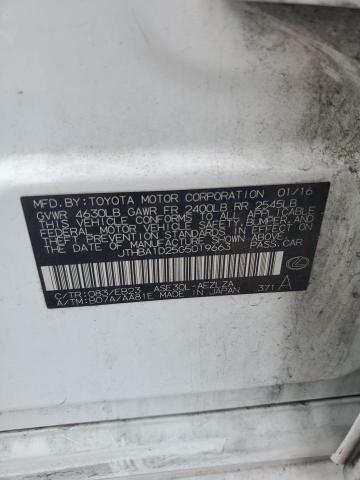 MFD. BY: TOYOTA MOTOR CORPORATION 01/16
GVWR 4630LB GAWR FR 2400LB RR 2545LB
THIS VEHICLE CONFORMS TO ALL APPLICABLE
FEDERAL MOTOR VEHICLE SAFETY, BUMPER, AND
THEFT PREVENTION STANDARDS IN EFFECT ON
THE DATE OF MANUFACTURE SHOWN ABOVE.
JTHBA1D25G5019663 PASS. CAR
C/TR: 083/EB23 ASE30L-AEZLZA
A/TM: B07A/AA81E MADE IN JAPAN 371 A